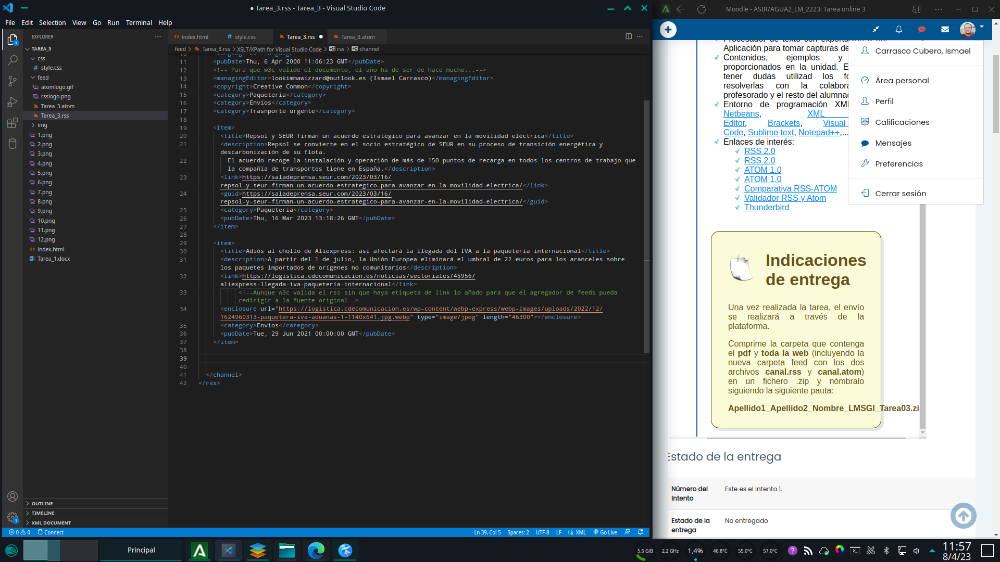 ● Tarea_3.rss - Tarea_3 - Visual Studio Code
File Edit Selection View Go Run Terminal Help
EXPLORER
TAREA_3
css
style.css
feed
atomlogo.gif
rsslogo.png
Tarea_3.atom
Tarea_3.rss
img
1.png
2.png
3.png
4.png
5.png
6.png
7.png
8.png
9.png
10.png
11.png
12.png
index.html
Tarea_1.docx
OUTLINE
TIMELINE
XML DOCUMENT
index.html
style.css
Tarea_3.rss
Tarea_3.atom
feed > Tarea_3.rss > XSLT/XPath for Visual Studio Code > rss > channel
10 <language>es</language>
11 <pubDate>Thu, 6 Apr 2000 11:06:23 GMT</pubDate>
12 <!-- Para que w3c valide el documento, el año ha de ser de hace mucho...-->
13 <managingEditor>lookimmawizzard@outlook.es (Ismael Carrasco)</managingEditor>
14 <copyright>Creative Common</copyright>
15 <category>Paqueteria</category>
16 <category>Envios</category>
17 <category>Trasnporte urgente</category>
18
19 <item>
20 <title>Repsol y SEUR firman un acuerdo estratégico para avanzar en la movilidad eléctrica</title>
21 <description>Repsol se convierte en el socio estratégico de SEUR en su proceso de transición energética y
descarbonización de su flota.
22 El acuerdo recoge la instalación y operación de más de 150 puntos de recarga en todos los centros de trabajo que
la compañía de transportes tiene en España.</description>
23 <link>https://saladeprensa.seur.com/2023/03/16/
repsol-y-seur-firman-un-acuerdo-estrategico-para-avanzar-en-la-movilidad-electrica/</link>
24 <guid>https://saladeprensa.seur.com/2023/03/16/
repsol-y-seur-firman-un-acuerdo-estrategico-para-avanzar-en-la-movilidad-electrica/</guid>
25 <category>Paqueteria</category>
26 <pubDate>Thu, 16 Mar 2023 13:18:26 GMT</pubDate>
27 </item>
28
29 <item>
30 <title>Adiós al chollo de Aliexpress: así afectará la llegada del IVA a la paquetería internacional</title>
31 <description>A partir del 1 de julio, la Unión Europea eliminará el umbral de 22 euros para los aranceles sobre
los paquetes importados de orígenes no comunitarios</description>
32 <link>https://logistica.cdecomunicacion.es/noticias/sectoriales/45956/
aliexpress-llegada-iva-paqueteria-internacional</link>
33 <!--Aunque w3c valida el rss sin que haya etiqueta de link lo añado para que el agregador de feeds pueda
redirigir a la fuente original-->
34 <enclosure url="https://logistica.cdecomunicacion.es/wp-content/webp-express/webp-images/uploads/2022/12/
1624960313-paquetera-iva-aduanas-1-1140x641.jpg.webp" type="image/jpeg" length="46300"></enclosure>
35 <category>Envios</category>
36 <pubDate>Tue, 29 Jun 2021 00:00:00 GMT</pubDate>
37 </item>
38
39
40
41 </channel>
42 </rss>
0 0 Connect
Ln 39, Col 5 Spaces: 2 UTF-8 LF XML Go Live
Moodle - ASIR/AGUA2_LM_2223: Tarea online 3
Aplicación para tomar capturas de
Contenidos, ejemplos y
proporcionados en la unidad. E
tener dudas utilizad los fo
resolverlas con la colabora
profesorado y el resto del alumnad
Entorno de programación XM
Netbeans, XML
Editor, Brackets, Visual
Code, Sublime text, Notepad++,...
Enlaces de interés:
RSS 2.0
RSS 2.0
ATOM 1.0
ATOM 1.0
Comparativa RSS-ATOM
Validador RSS y Atom
Thunderbird
Carrasco Cubero, Ismael
Área personal
Perfil
Calificaciones
Mensajes
Preferencias
Cerrar sesión
Indicaciones
de entrega
Una vez realizada la tarea, el envío
se realizará a través de la
plataforma.
Comprime la carpeta que contenga
el pdf y toda la web (incluyendo la
nueva carpeta feed con los dos
archivos canal.rss y canal.atom)
en un fichero .zip y nómbralo
siguiendo la siguiente pauta:
Apellido1_Apellido2_Nombre_LMSGI_Tarea03.zi
Estado de la entrega
Número del
intento
Este es el intento 1.
Estado de la
entrega
No entregado
Principal
5,5 GiB 2,2 GHz 1,4% 46,8°C 55,0°C 57,0°C
11:57
8/4/23